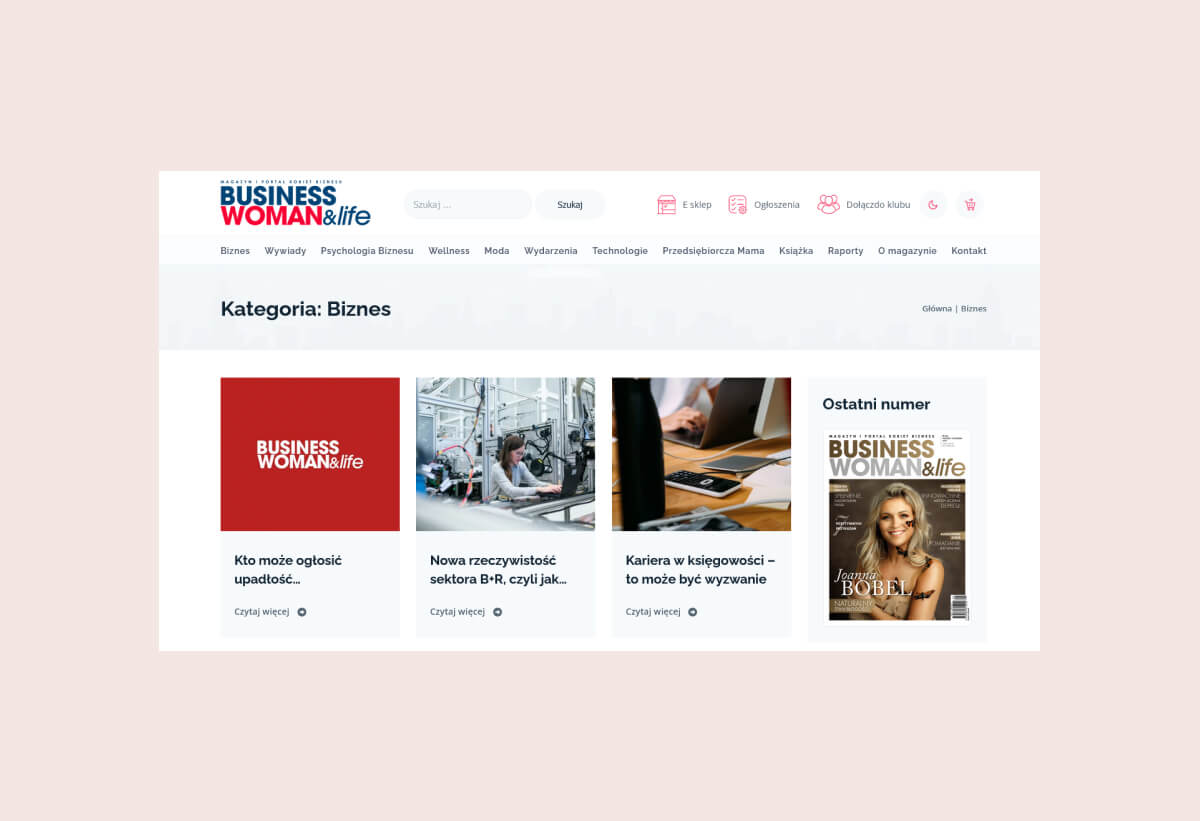 MAGAZYN I PORTAL KOBIET BIZNESU
BUSINESS
WOMAN&life
Szukaj ...
Szukaj
E sklep
Ogłoszenia
Dołączdo klubu
Biznes Wywiady Psychologia Biznesu Wellness Moda Wydarzenia Technologie Przedsiębiorcza Mama Książka Raporty O magazynie Kontakt
Kategoria: Biznes
Główna | Biznes
BUSINESS
WOMAN&life
Kto może ogłosić
upadłość...
Czytaj więcej
Nowa rzeczywistość
sektora B+R, czyli jak...
Czytaj więcej
Kariera w księgowości –
to może być wyzwanie
Czytaj więcej
Ostatni numer
MAGAZYN I PORTAL KOBIET BIZNESU
BUSINESS
WOMAN&life
SPEŁNIENIE
INNOWACYJNE
Joanna
BOBEL
NATURALNY